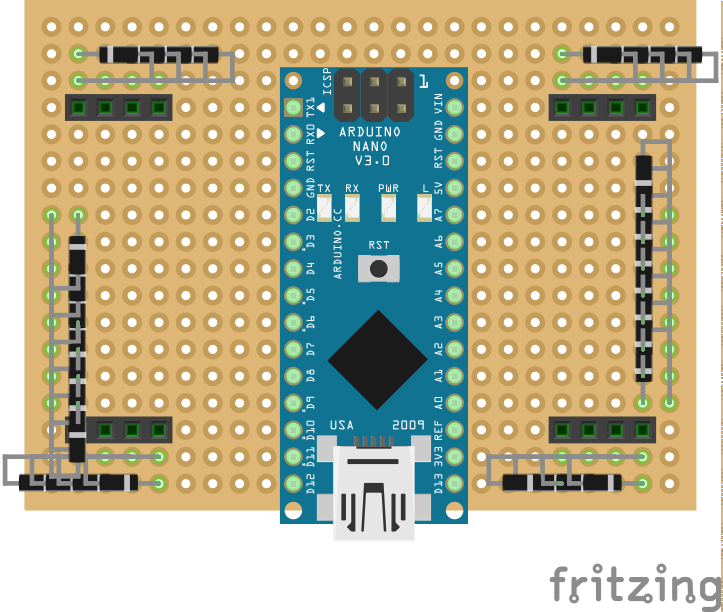 ICSP
1
TX1
RX0
RST
GND
D2
D3
D4
D5
D6
D7
D8
D9
D10
D11
D12
VIN
GND
RST
5V
A7
A6
A5
A4
A3
A2
A1
A0
REF
3V3
D13
ARDUINO
NANO
V3.0
TX RX PWR L
ARDUINO.CC
RST
USA 2009
fritzing